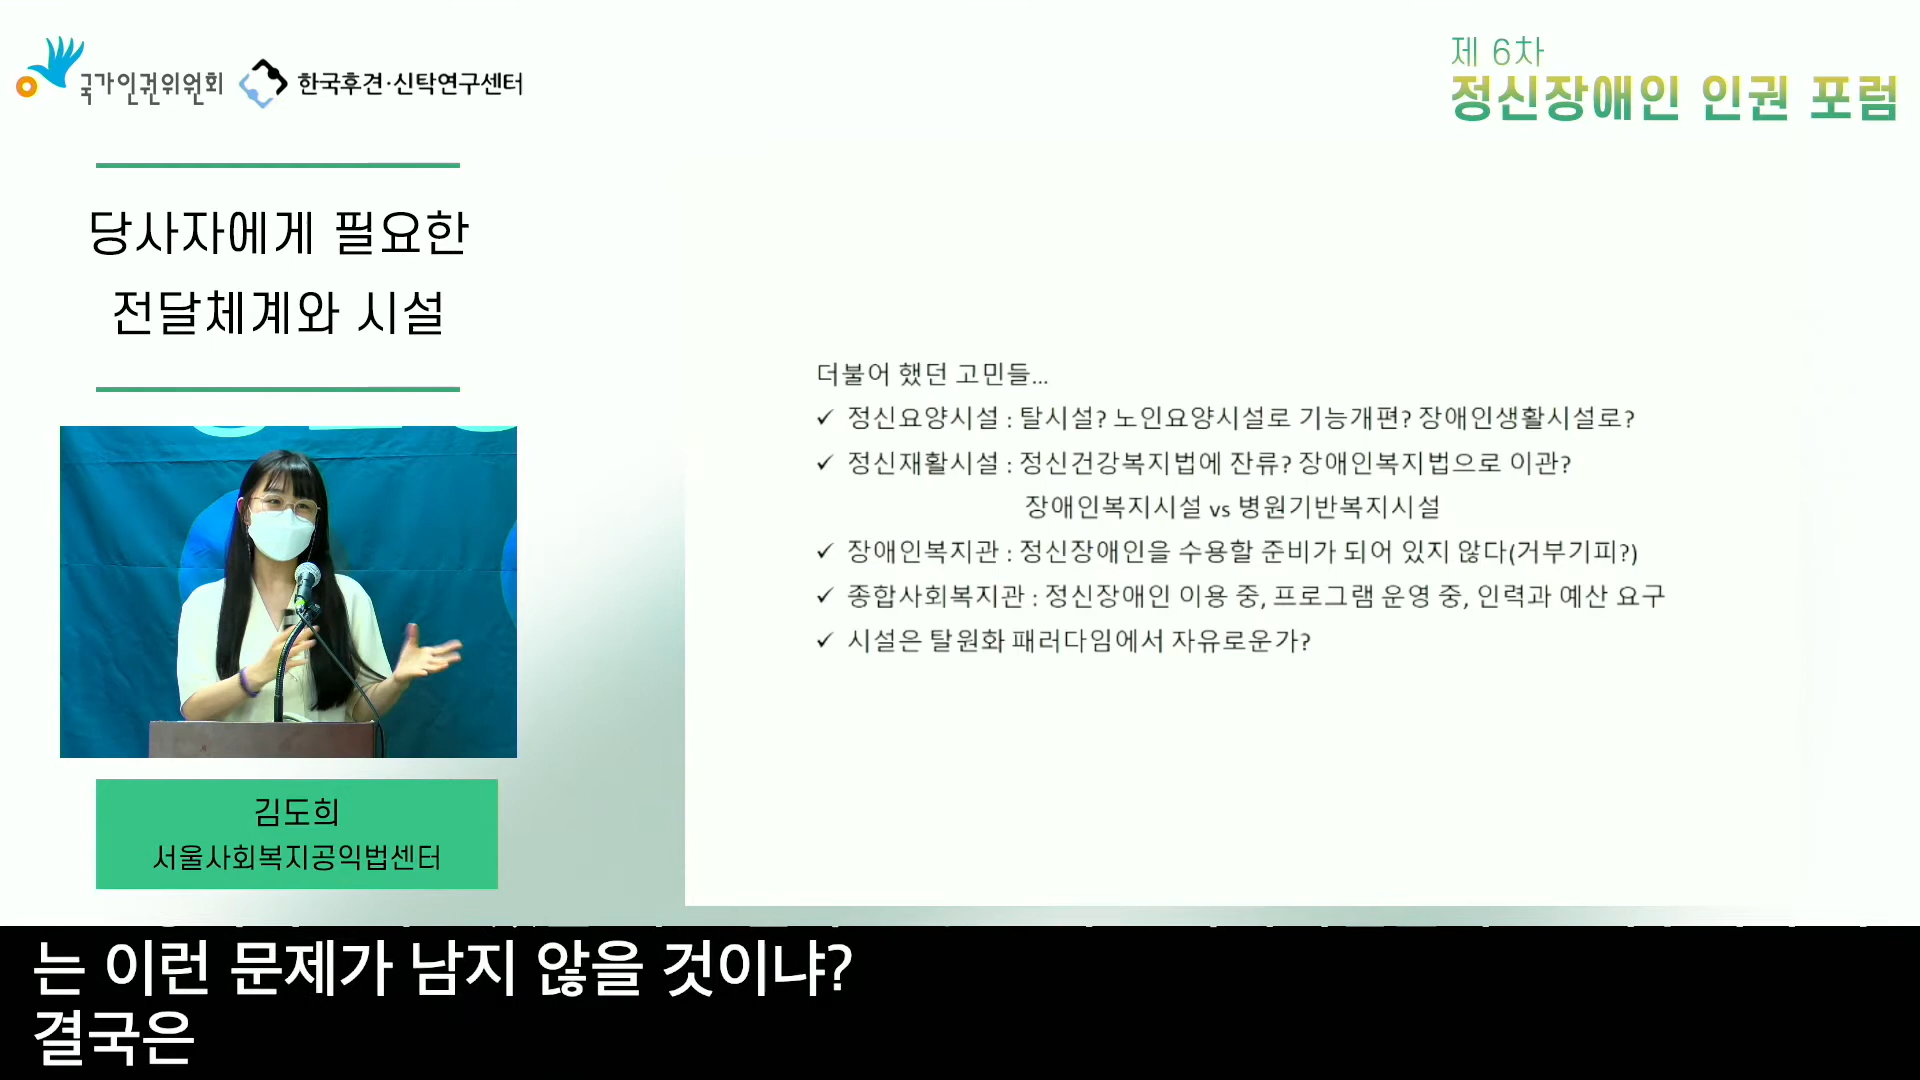 국가인권위원회
한국후견·신탁연구센터
제 6차
정신장애인 인권 포럼
당사자에게 필요한
전달체계와 시설
더불어 했던 고민들...
✓ 정신요양시설 : 탈시설? 노인요양시설로 기능개편? 장애인생활시설로?
✓ 정신재활시설 : 정신건강복지법에 잔류? 장애인복지법으로 이관?
장애인복지시설 vs 병원기반복지시설
✓ 장애인복지관 : 정신장애인을 수용할 준비가 되어 있지 않다(거부기피?)
✓ 종합사회복지관 : 정신장애인 이용 중, 프로그램 운영 중, 인력과 예산 요구
✓ 시설은 탈원화 패러다임에서 자유로운가?
김도희
서울사회복지공익법센터
는 이런 문제가 남지 않을 것이냐?
결국은